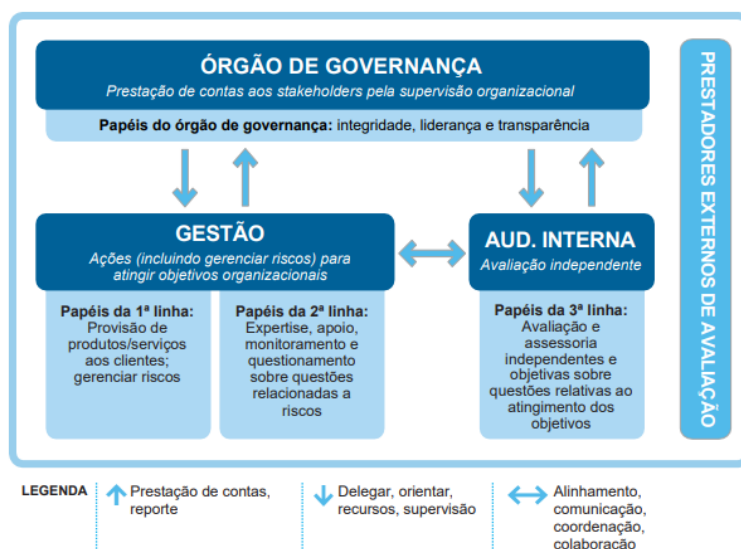 ÓRGÃO DE GOVERNANÇA
Prestação de contas aos stakeholders pela supervisão organizacional
Papéis do órgão de governança: integridade, liderança e transparência
GESTÃO
Ações (incluindo gerenciar riscos) para
atingir objetivos organizacionais
Papéis da 1ª linha:
Provisão de
produtos/serviços
aos clientes;
gerenciar riscos
Papéis da 2ª linha:
Expertise, apoio,
monitoramento e
questionamento
sobre questões
relacionadas a
riscos
AUD. INTERNA
Avaliação independente
Papéis da 3ª linha:
Avaliação e
assessoria
independentes e
objetivas sobre
questões relativas ao
atingimento dos
objetivos
PRESTADORES EXTERNOS DE AVALIAÇÃO
LEGENDA
Prestação de contas,
reporte
Delegar, orientar,
recursos, supervisão
Alinhamento,
comunicação,
coordenação,
colaboração